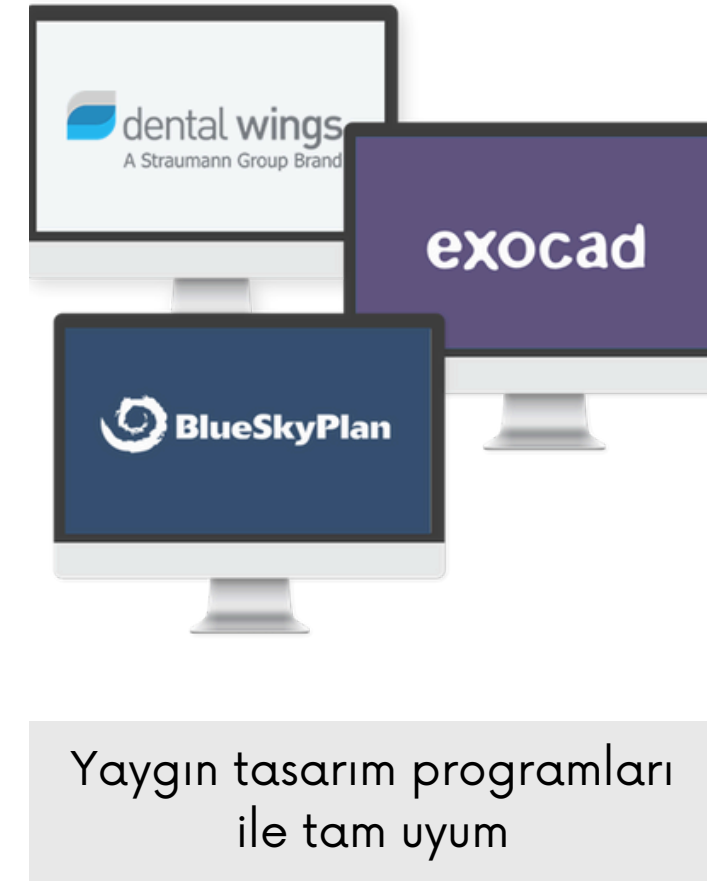 dental wings
A Straumann Group Brand
exocad
BlueSkyPlan
Yaygın tasarım programları
ile tam uyum